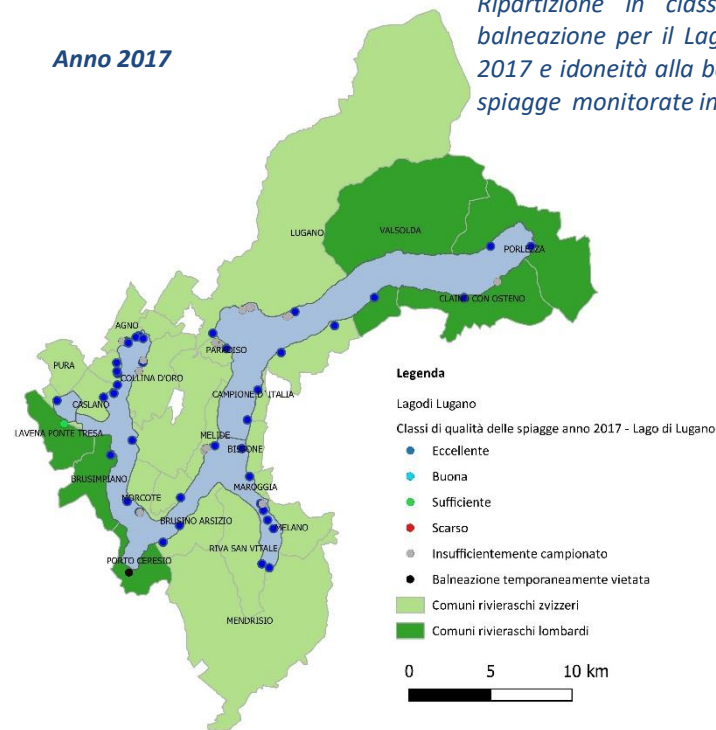 Anno 2017
Ripartizione in class
balneazione per il Lag
2017 e idoneità alla b
spiagge monitorate in
LUGANO
VALSOLDA
PORLEZZA
CLAINO CON OSTENO
AGNO
PARADISO
PURA
COLLINA D'ORO
CASLANO
CAMPIONE D' ITALIA
LAVENA PONTE TRESA
MELIDE
BISSONE
BRUSIMPIANO
MAROGGIA
MORCOTE
BRUSINO ARSIZIO
MELANO
RIVA SAN VITALE
PORTO CERESIO
MENDRISIO
Legenda
Lagodi Lugano
Classi di qualità delle spiagge anno 2017 - Lago di Lugano
Eccellente
Buona
Sufficiente
Scarso
Insufficientemente campionato
Balneazione temporaneamente vietata
Comuni rivieraschi zvizzeri
Comuni rivieraschi lombardi
0 5 10 km